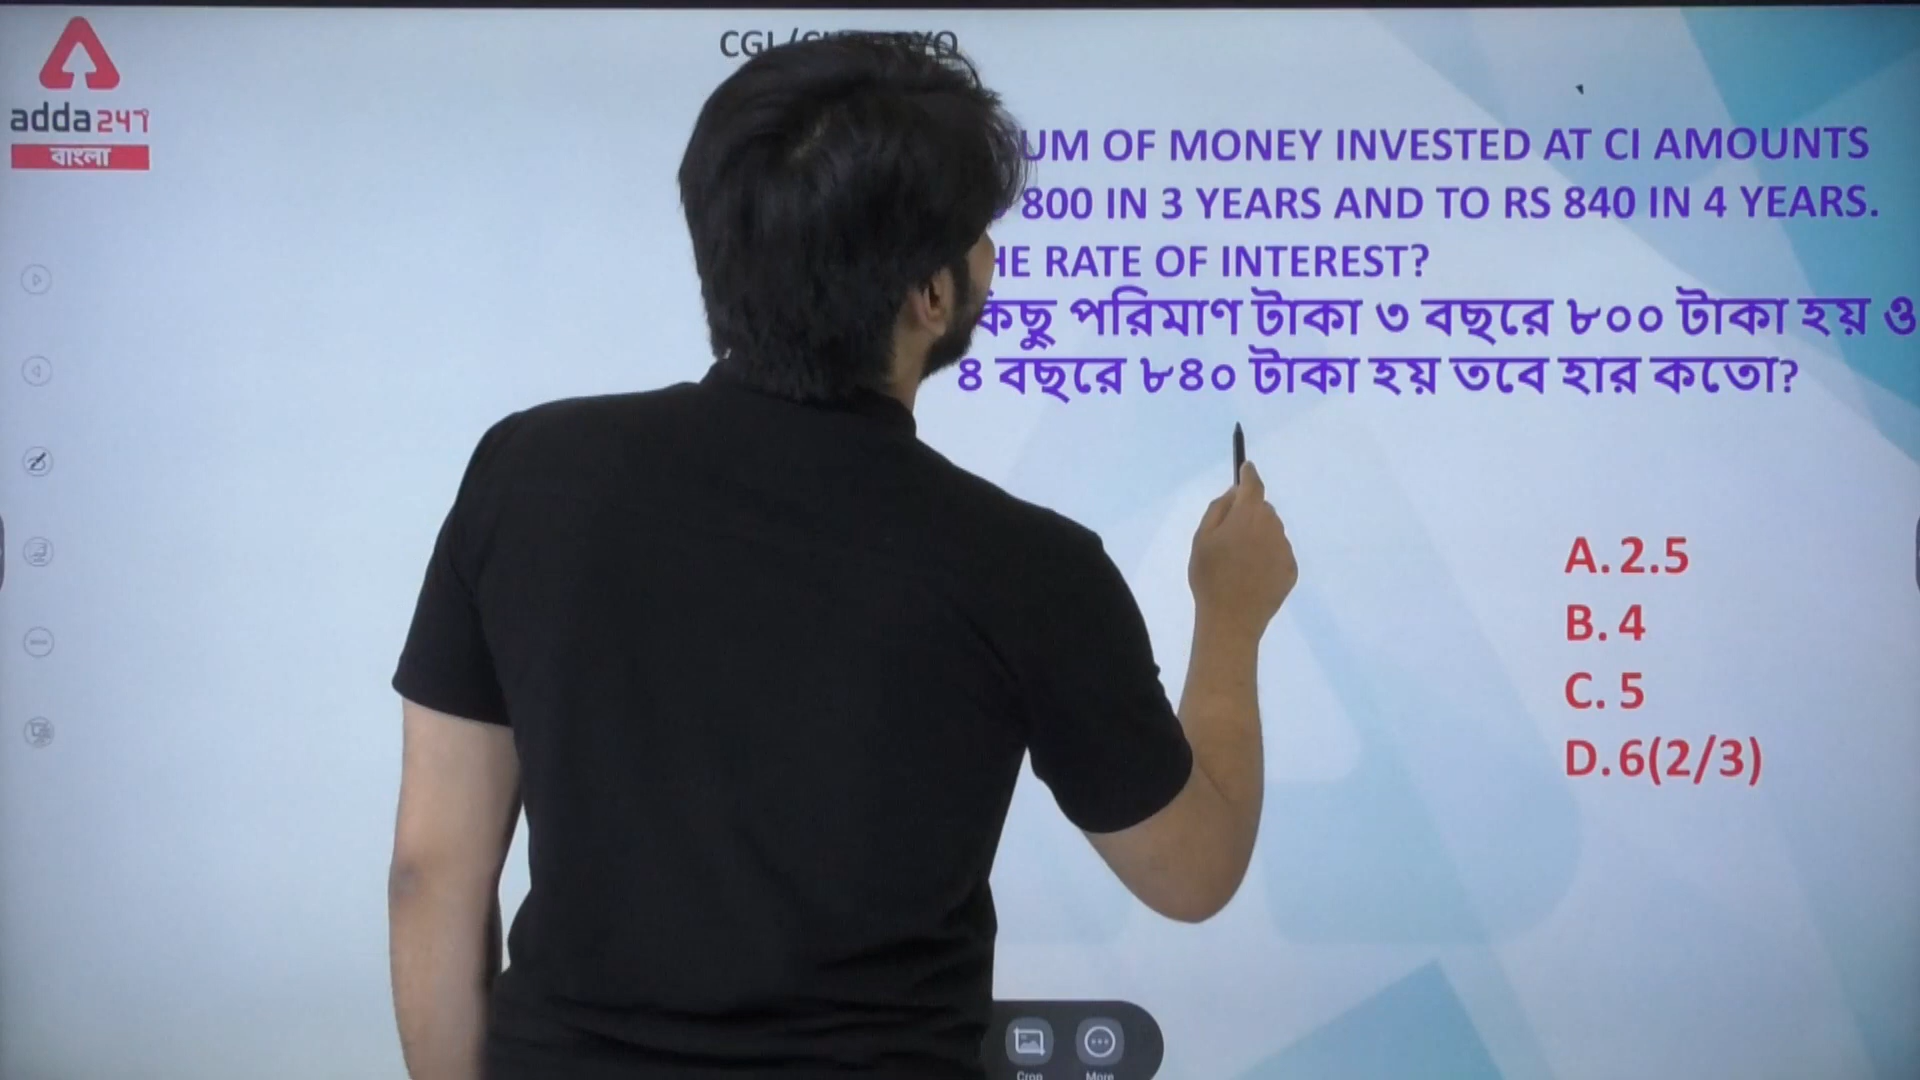 adda247
বাংলা
UM OF MONEY INVESTED AT CI AMOUNTS
800 IN 3 YEARS AND TO RS 840 IN 4 YEARS.
HE RATE OF INTEREST?
কিছু পরিমাণ টাকা ৩ বছরে ৮০০ টাকা হয় ও
৪ বছরে ৮৪০ টাকা হয় তবে হার কতো?
A. 2.5
B. 4
C. 5
D. 6(2/3)
Crop
More